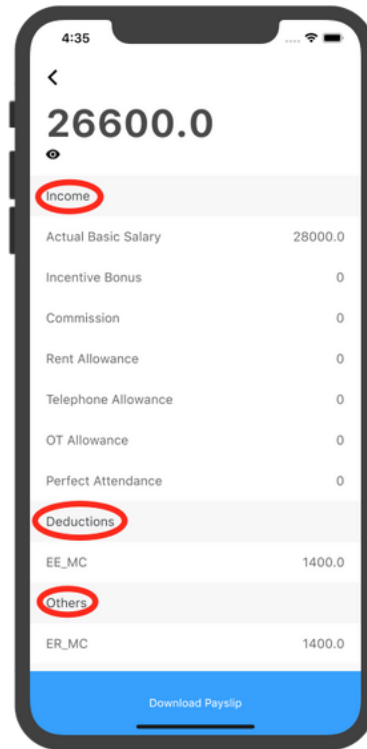 4:35
26600.0
Income
Actual Basic Salary 28000.0
Incentive Bonus 0
Commission 0
Rent Allowance 0
Telephone Allowance 0
OT Allowance 0
Perfect Attendance 0
Deductions
EE_MC 1400.0
Others
ER_MC 1400.0
Download Payslip